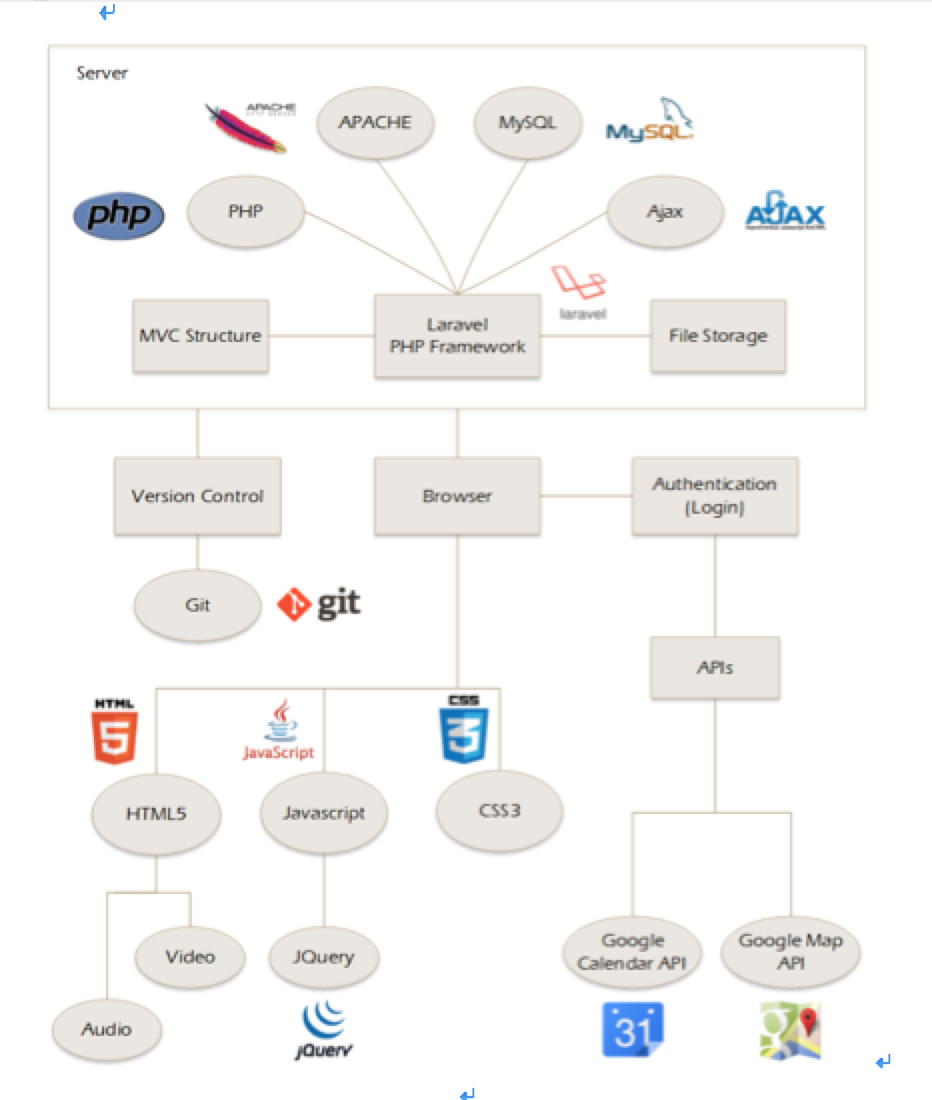 Server
APACHE
HTTP SERVER
APACHE
MySQL
MySQL
php
PHP
Ajax
AJAX
MVC Structure
Laravel
PHP Framework
laravel
File Storage
Version Control
Browser
Authentication
(Login)
Git
git
APIs
HTML
5
JavaScript
CSS
3
HTML5
Javascript
CSS3
Video
JQuery
Google
Calendar API
Google Map
API
Audio
jQuery
31
g